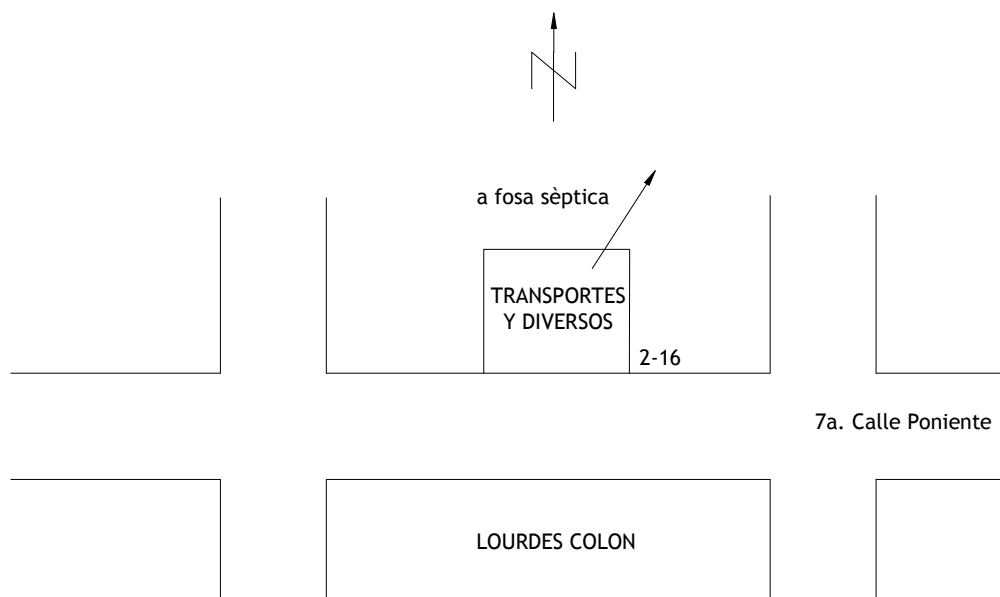 a fosa sèptica
TRANSPORTES
Y DIVERSOS
2-16
7a. Calle Poniente
LOURDES COLON